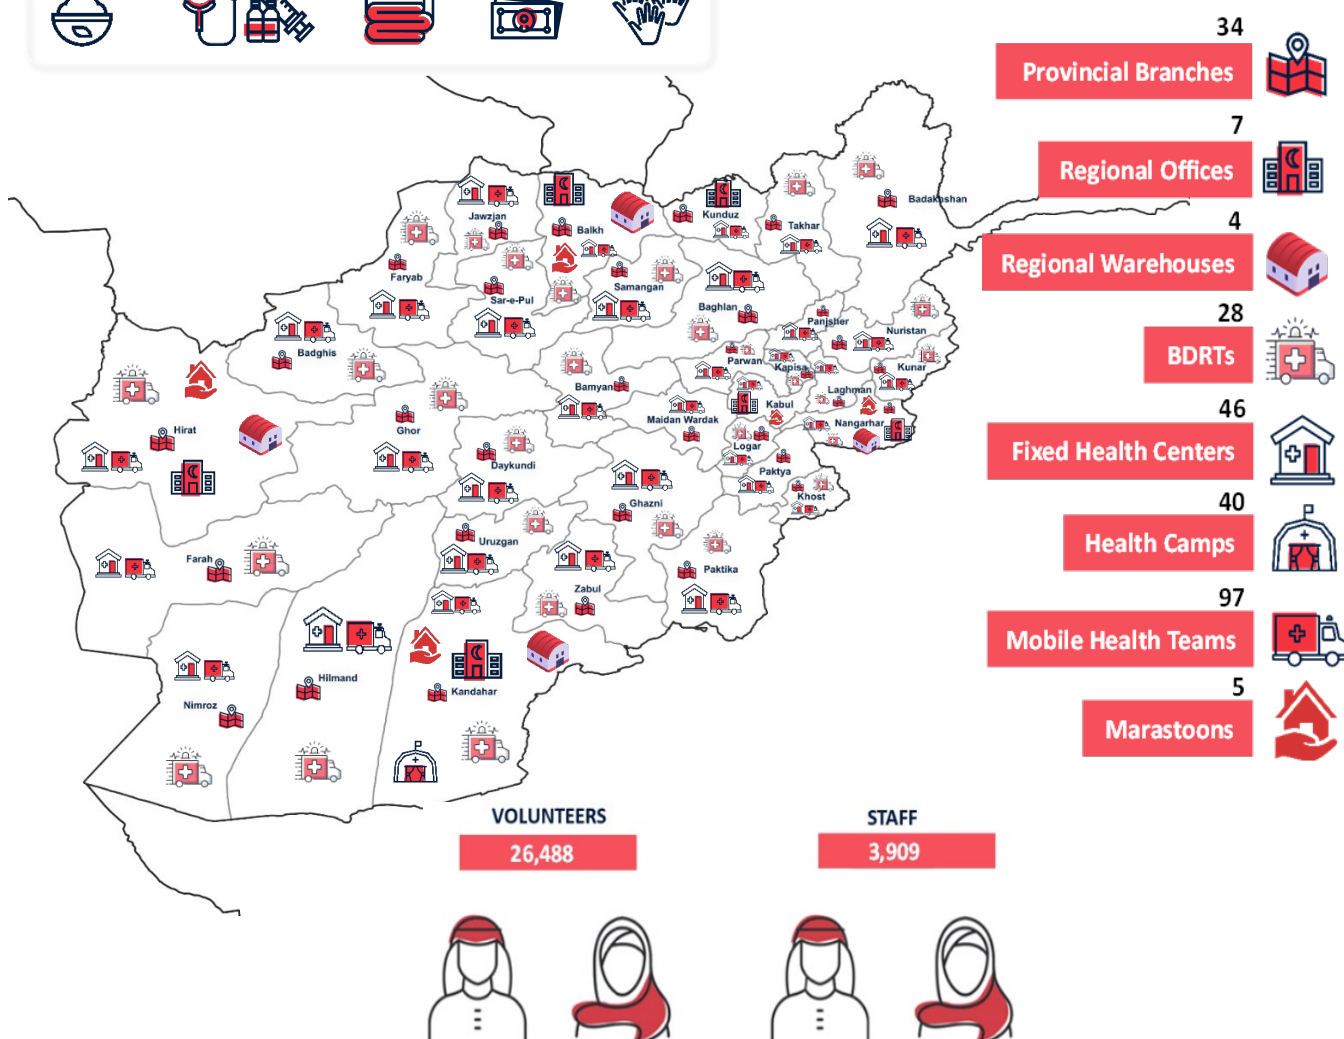 34
Provincial Branches
7
Regional Offices
4
Regional Warehouses
28
BDRTs
46
Fixed Health Centers
40
Health Camps
97
Mobile Health Teams
5
Marastoons
Badakhshan
Jawzjan
Balkh
Kunduz
Takhar
Faryab
Sar-e-Pul
Samangan
Baghlan
Panjsher
Nuristan
Badghis
Parwan
Kapisa
Kunar
Bamyan
Laghman
Kabul
Maidan Wardak
Nangarhar
Hirat
Ghor
Logar
Daykundi
Paktya
Khost
Ghazni
Uruzgan
Farah
Paktika
Zabul
Hilmand
Kandahar
Nimroz
VOLUNTEERS
26,488
STAFF
3,909